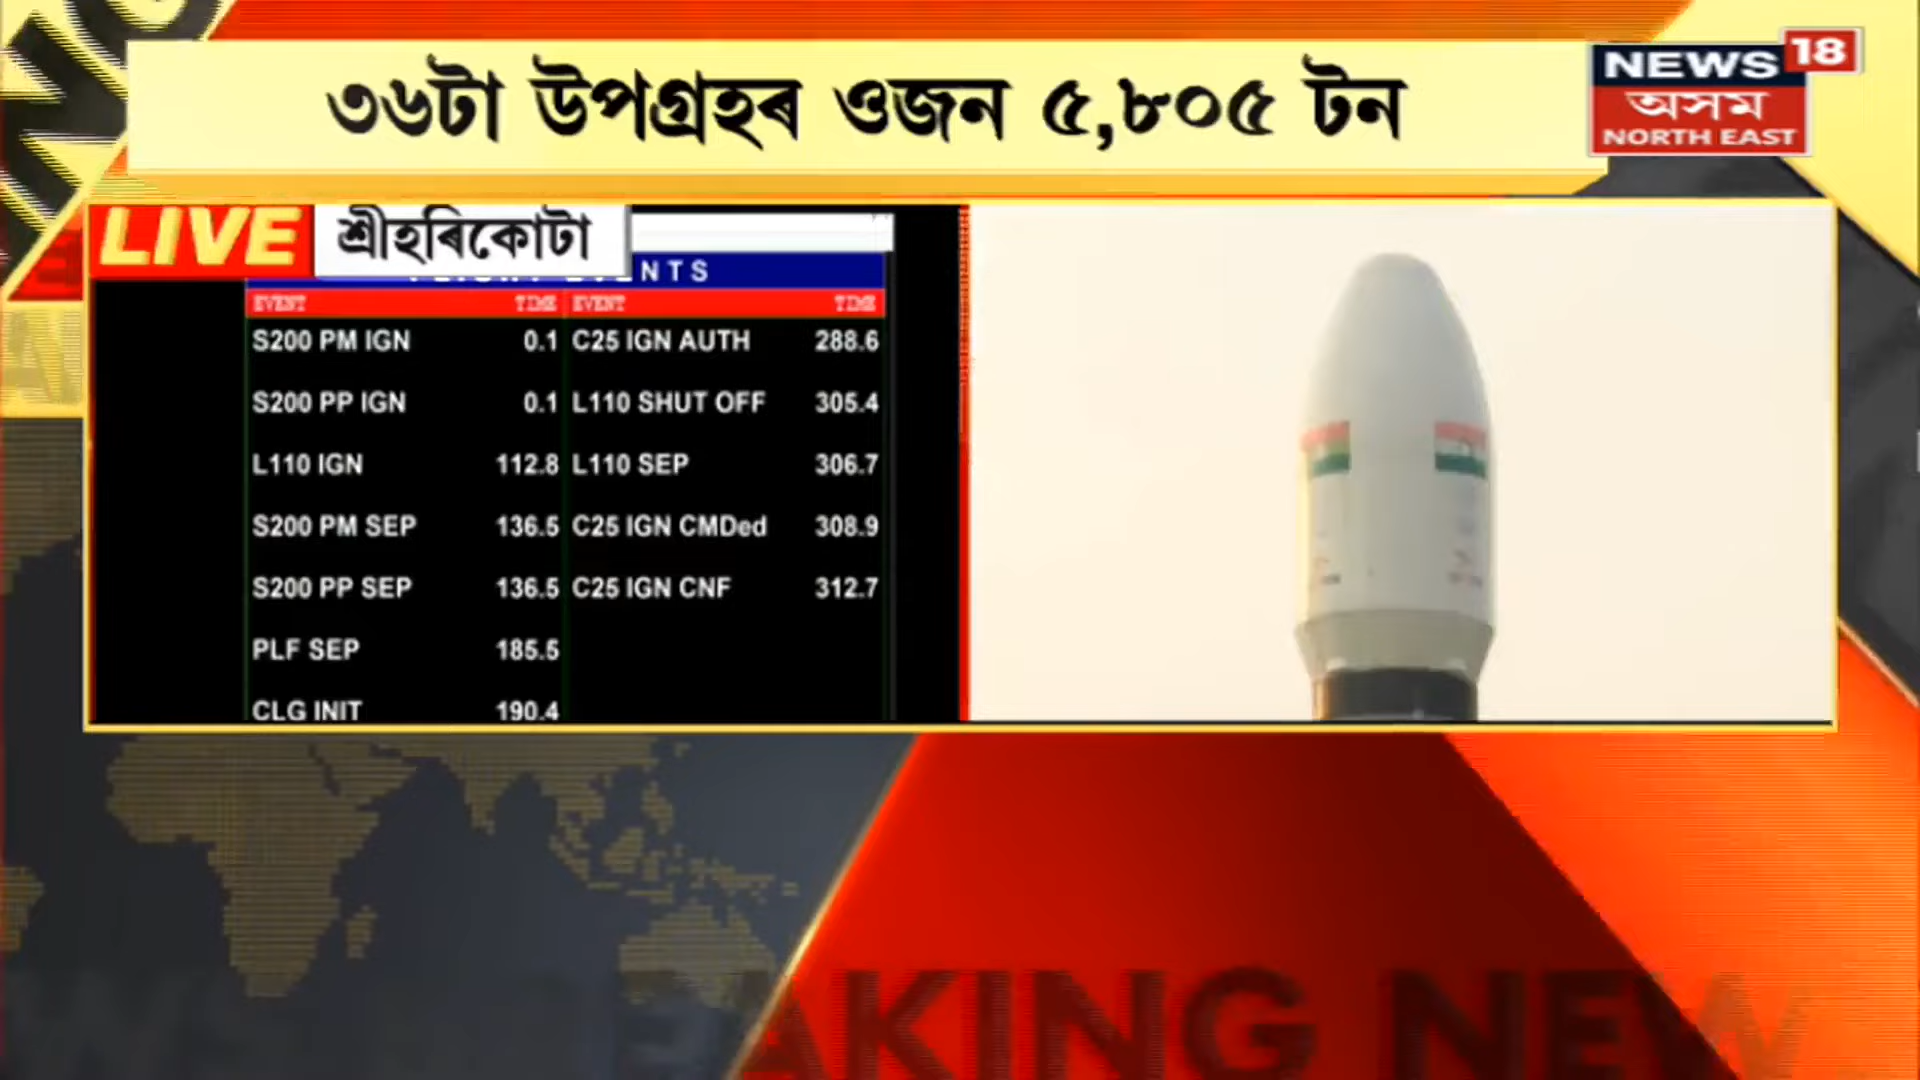 ৩৬টা উপগ্ৰহৰ ওজন ৫,৮০৫ টন
NEWS 18
অসম
NORTH EAST
LIVE
শ্ৰীহৰিকোটা
EVENTS
EVENT TIME EVENT TIME
S200 PM IGN 0.1 C25 IGN AUTH 288.6
S200 PP IGN 0.1 L110 SHUT OFF 305.4
L110 IGN 112.8 L110 SEP 306.7
S200 PM SEP 136.5 C25 IGN CMDed 308.9
S200 PP SEP 136.5 C25 IGN CNF 312.7
PLF SEP 185.5
CLG INIT 190.4
AKING NEW